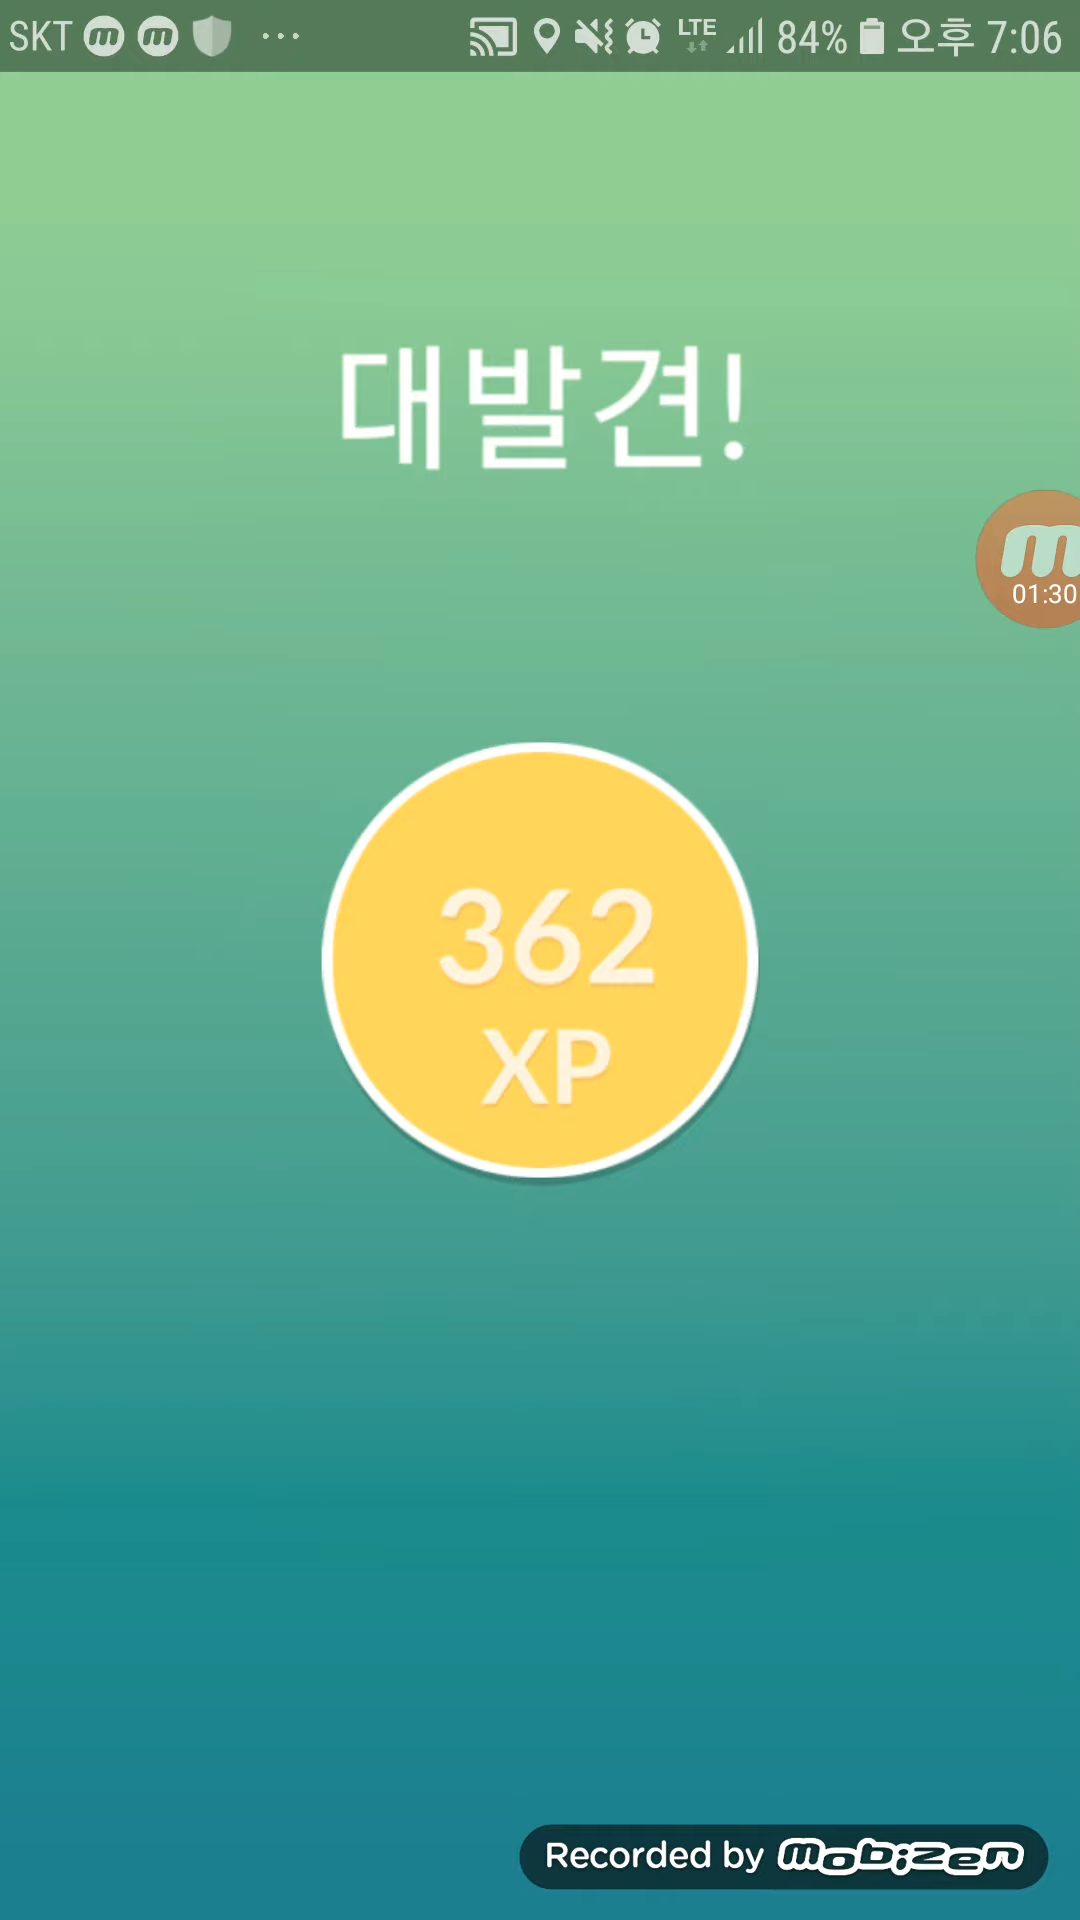 SKT m m ... LTE 84% 오후 7:06
대발견!
m
01:30
362
XP
Recorded by mobizen